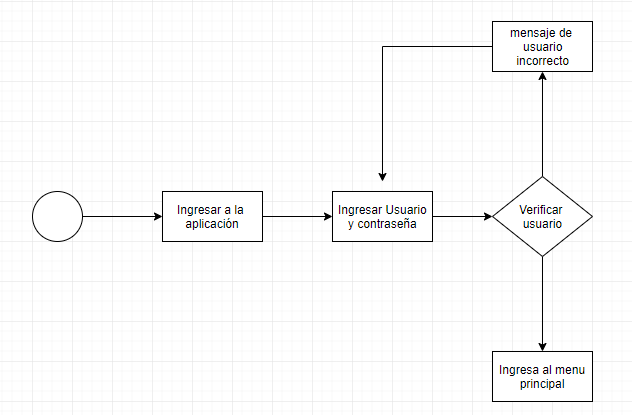 mensaje de
usuario
incorrecto
Ingresar a la
aplicación
Ingresar Usuario
y contraseña
Verificar
usuario
Ingresa al menu
principal